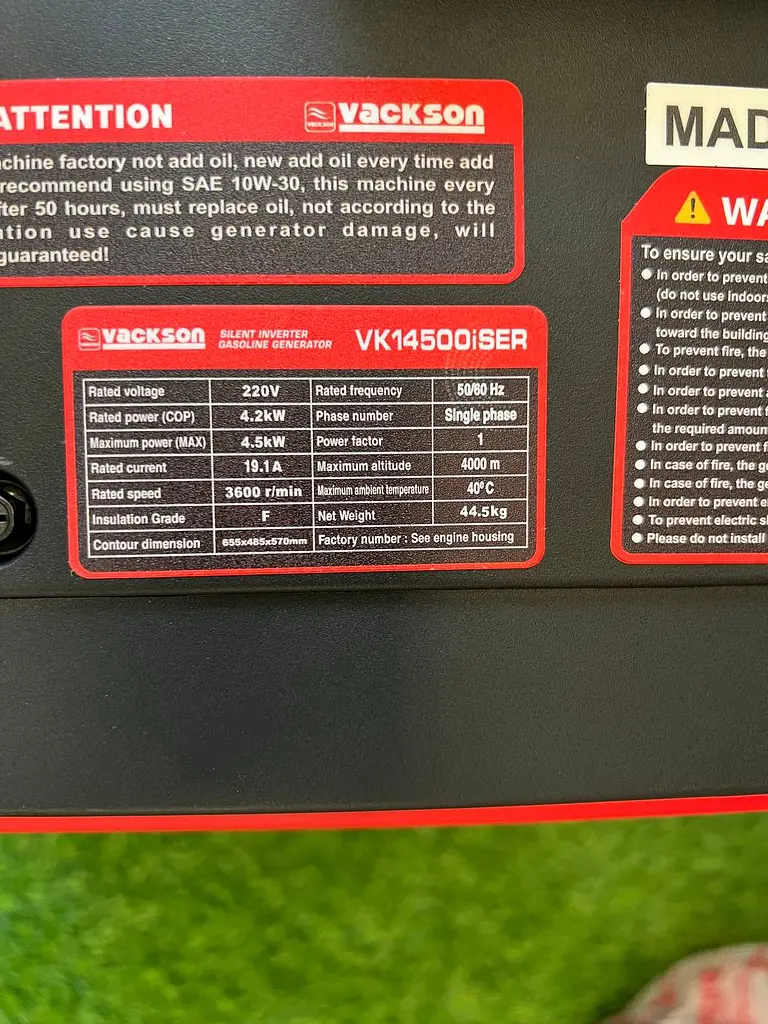 ATTENTION
vackson
chine factory not add oil, new add oil every time add
recommend using SAE 10W-30, this machine every
fter 50 hours, must replace oil, not according to the
tion use cause generator damage, will
guaranteed!
MAD
WA
To ensure your sa
In order to prevent
(do not use indoors
In order to prevent
toward the building
To prevent fire, the
In order to prevent
In order to prevent
In order to prevent f
the required amoun
In order to prevent f
In case of fire, the ge
In case of fire, the ge
In order to prevent e
To prevent electric s
Please do not install
vackson
SILENT INVERTER
GASOLINE GENERATOR
VK14500iSER
Rated voltage 220V Rated frequency 50/60 Hz
Rated power (COP) 4.2kW Phase number Single phase
Maximum power (MAX) 4.5kW Power factor 1
Rated current 19.1A Maximum altitude 4000 m
Rated speed 3600 r/min Maximum ambient temperature 40°C
Insulation Grade F Net Weight 44.5kg
Contour dimension 655x485x570mm Factory number : See engine housing